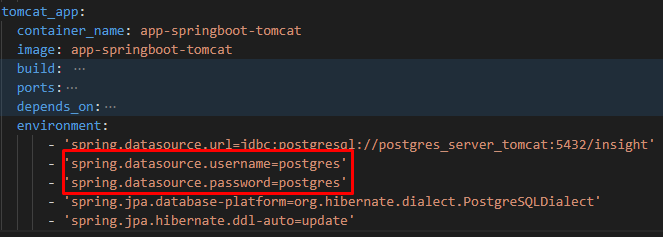 tomcat_app:
container_name: app-springboot-tomcat
image: app-springboot-tomcat
build: ...
ports: ...
depends_on: ...
environment:
- 'spring.datasource.url=jdbc:postgresql://postgres_server_tomcat:5432/insight'
- 'spring.datasource.username=postgres'
- 'spring.datasource.password=postgres'
- 'spring.jpa.database-platform=org.hibernate.dialect.PostgreSQLDialect'
- 'spring.jpa.hibernate.ddl-auto=update'